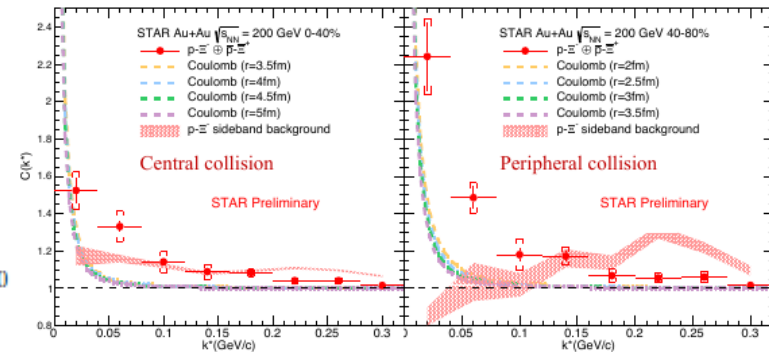 STAR Au+Au √s_NN = 200 GeV 0-40%
p-Ξ⁻ ⊕ p̄-Ξ̄⁺
Coulomb (r=3.5fm)
Coulomb (r=4fm)
Coulomb (r=4.5fm)
Coulomb (r=5fm)
p-Ξ⁻ sideband background
Central collision
STAR Preliminary
C(k*)
2.4
2.2
2
1.8
1.6
1.4
1.2
1
0.8
0
0.05
0.1
0.15
0.2
0.25
0.3
k*(GeV/c)
STAR Au+Au √s_NN = 200 GeV 40-80%
p-Ξ⁻ ⊕ p̄-Ξ̄⁺
Coulomb (r=2fm)
Coulomb (r=2.5fm)
Coulomb (r=3fm)
Coulomb (r=3.5fm)
p-Ξ⁻ sideband background
Peripheral collision
STAR Preliminary
0.05
0.1
0.15
0.2
0.25
0.3
k*(GeV/c)